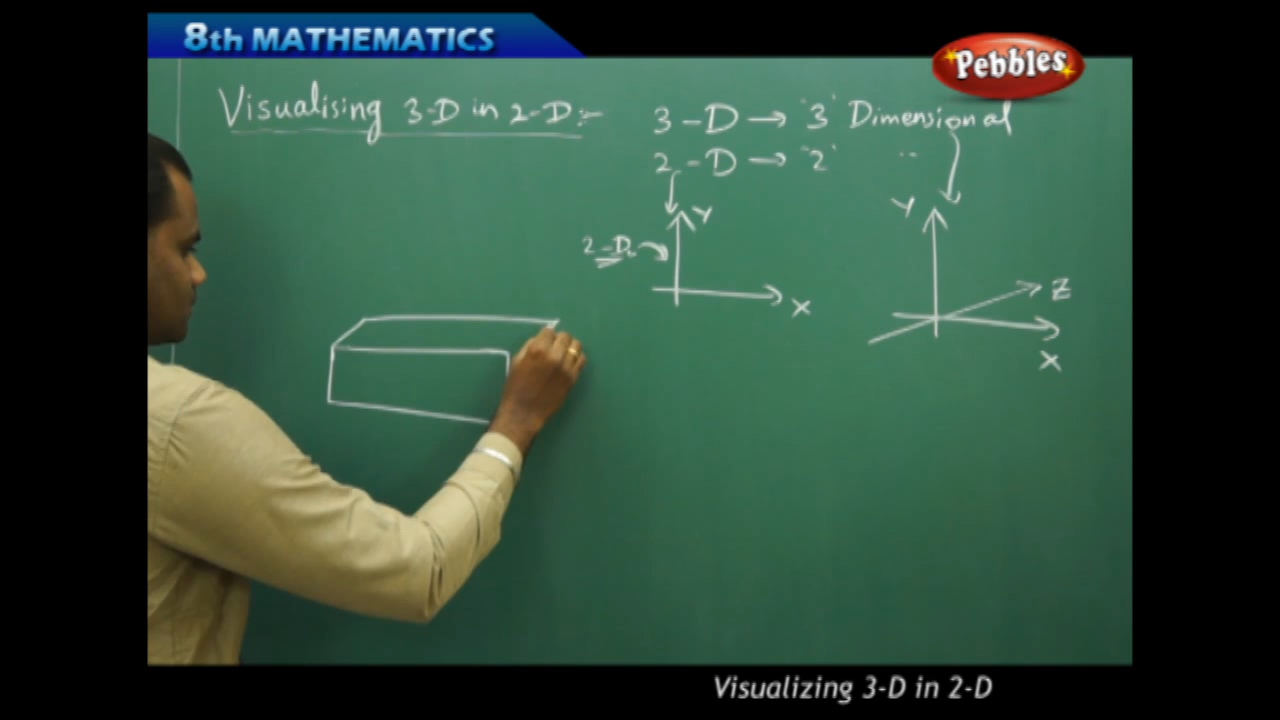 8th MATHEMATICS
Pebbles
Visualising 3-D in 2-D:-
3-D → "3" Dimensional
2-D → "2" "
Y
2-D
X
Y
Z
X
Visualizing 3-D in 2-D